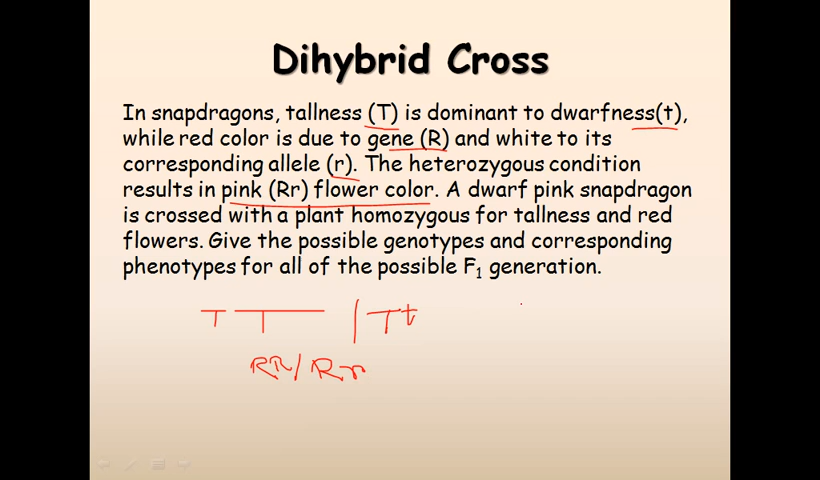 Dihybrid Cross
In snapdragons, tallness (T) is dominant to dwarfness(t),
while red color is due to gene (R) and white to its
corresponding allele (r). The heterozygous condition
results in pink (Rr) flower color. A dwarf pink snapdragon
is crossed with a plant homozygous for tallness and red
flowers. Give the possible genotypes and corresponding
phenotypes for all of the possible F₁ generation.
T T / Tt
RR / Rr